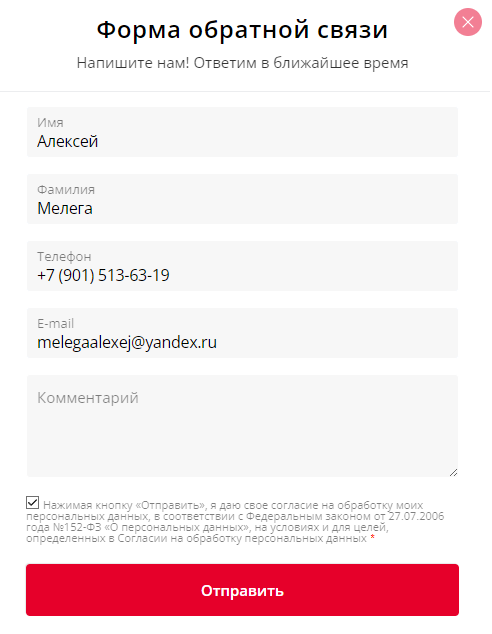 Форма обратной связи
Напишите нам! Ответим в ближайшее время
Имя
Алексей
Фамилия
Мелега
Телефон
+7 (901) 513-63-19
E-mail
melegaalexej@yandex.ru
Комментарий
Нажимая кнопку «Отправить», я даю свое согласие на обработку моих
персональных данных, в соответствии с Федеральным законом от 27.07.2006
года №152-ФЗ «О персональных данных», на условиях и для целей,
определенных в Согласии на обработку персональных данных *
Отправить